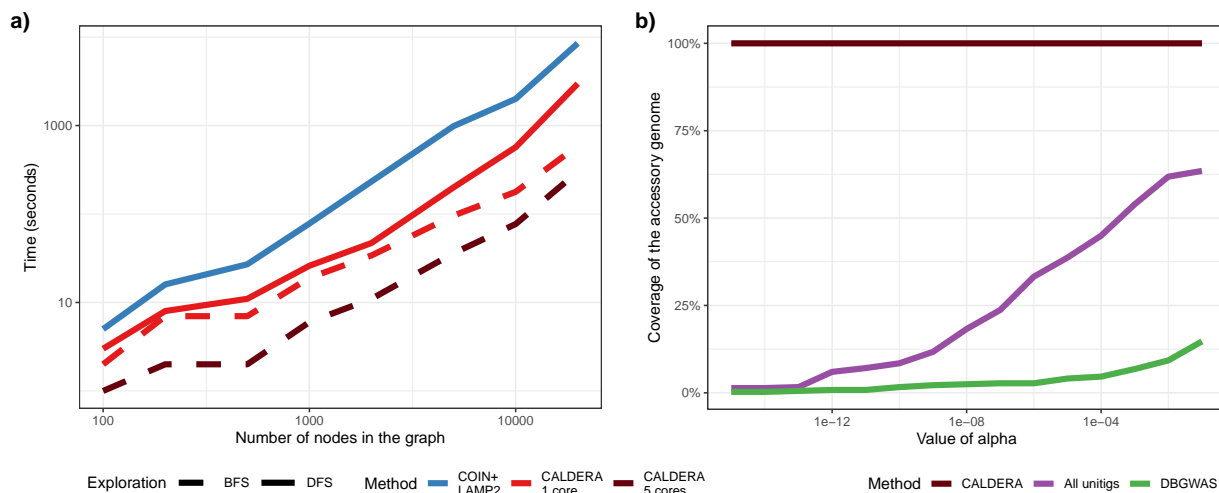 a)
Time (seconds)
1000
10
100
1000
10000
Number of nodes in the graph
Exploration
BFS
DFS
Method
COIN+
LAMP2
CALDERA
1 core
CALDERA
5 cores
b)
Coverage of the accessory genome
100%
75%
50%
25%
0%
1e−12
1e−08
1e−04
Value of alpha
Method
CALDERA
All unitigs
DBGWAS